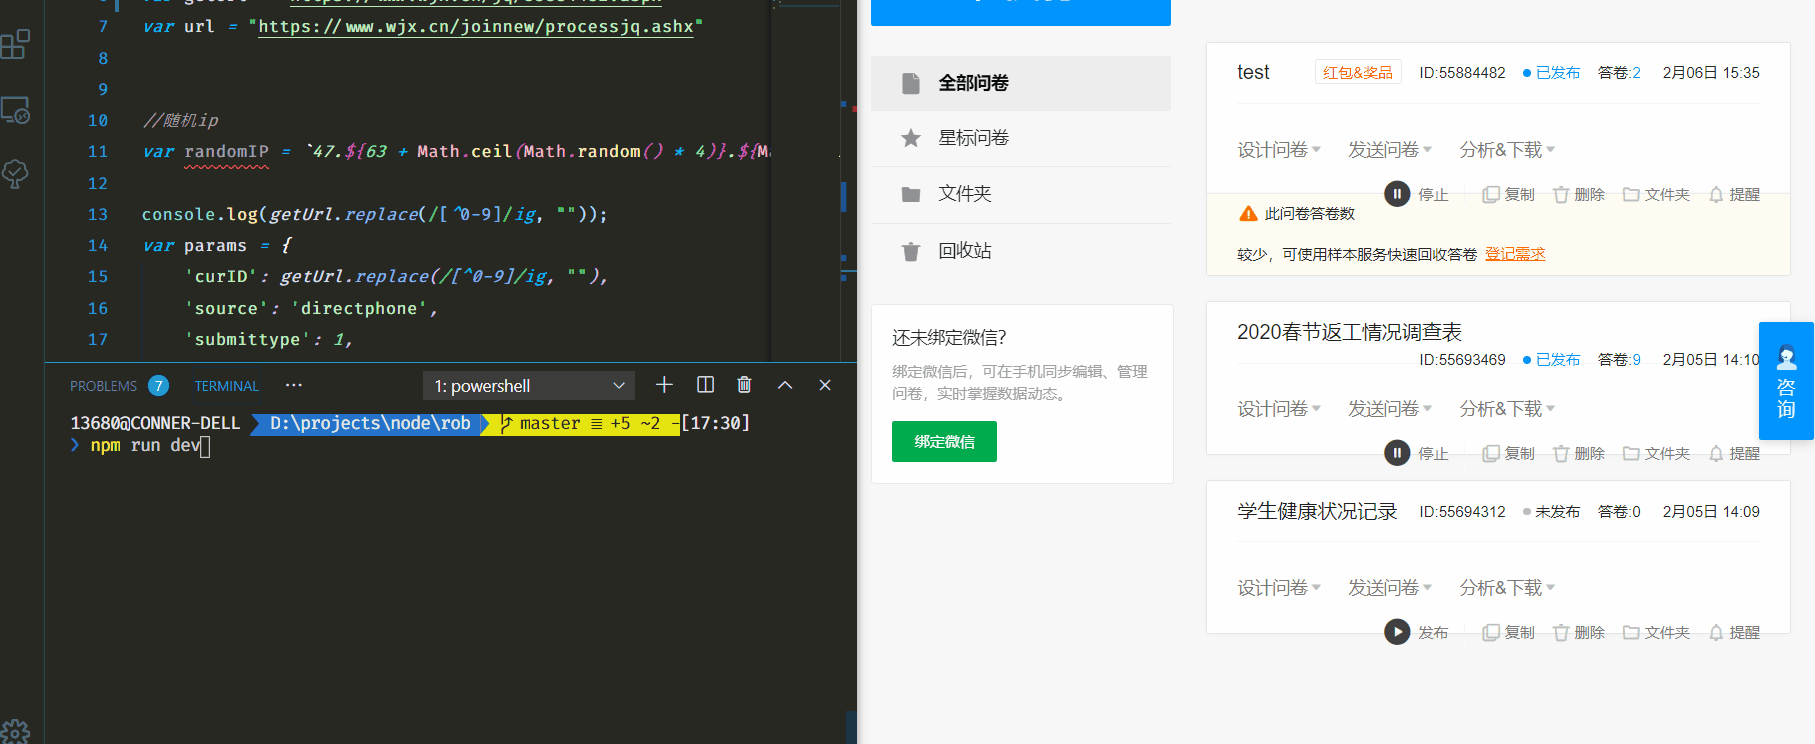 7 var url = "https://www.wjx.cn/joinnew/processjq.ashx"
8
9
10 //随机ip
11 var randomIP = `47.${63 + Math.ceil(Math.random() * 4)}.${Ma
12
13 console.log(getUrl.replace(/[^0-9]/ig, ""));
14 var params = {
15 'curID': getUrl.replace(/[^0-9]/ig, ""),
16 'source': 'directphone',
17 'submittype': 1,
PROBLEMS 7 TERMINAL ··· 1: powershell
13680@CONNER-DELL D:\projects\node\rob master ≡ +5 ~2 -[17:30]
❯ npm run dev
全部问卷
星标问卷
文件夹
回收站
还未绑定微信?
绑定微信后，可在手机同步编辑、管理
问卷，实时掌握数据动态。
绑定微信
test 红包&奖品 ID:55884482 已发布 答卷:2 2月06日 15:35
设计问卷 发送问卷 分析&下载
停止 复制 删除 文件夹 提醒
此问卷答卷数
较少，可使用样本服务快速回收答卷 登记需求
2020春节返工情况调查表
ID:55693469 已发布 答卷:9 2月05日 14:10
设计问卷 发送问卷 分析&下载
停止 复制 删除 文件夹 提醒
学生健康状况记录 ID:55694312 未发布 答卷:0 2月05日 14:09
设计问卷 发送问卷 分析&下载
发布 复制 删除 文件夹 提醒
咨
询